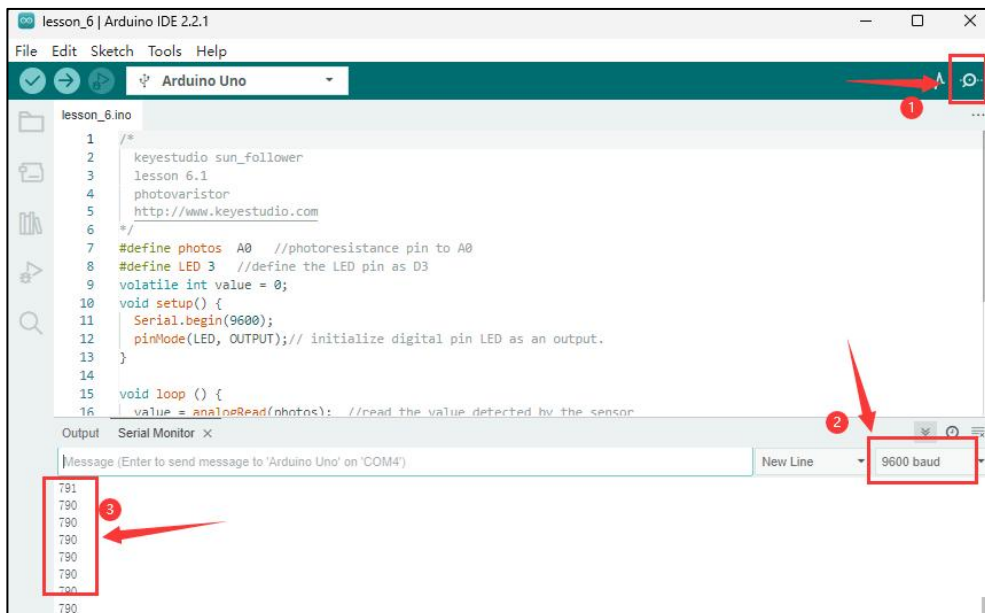 lesson_6 | Arduino IDE 2.2.1
File Edit Sketch Tools Help
Arduino Uno
1
lesson_6.ino
1 /*
2 keyestudio sun_follower
3 lesson 6.1
4 photovaristor
5 http://www.keyestudio.com
6 */
7 #define photos A0 //photoresistance pin to A0
8 #define LED 3 //define the LED pin as D3
9 volatile int value = 0;
10 void setup() {
11 Serial.begin(9600);
12 pinMode(LED, OUTPUT);// initialize digital pin LED as an output.
13 }
14
15 void loop () {
16 value = analogRead(photos); //read the value detected by the sensor
2
Output Serial Monitor ×
Message (Enter to send message to 'Arduino Uno' on 'COM4') New Line 9600 baud
791
790
3
790
790
790
790
790
790